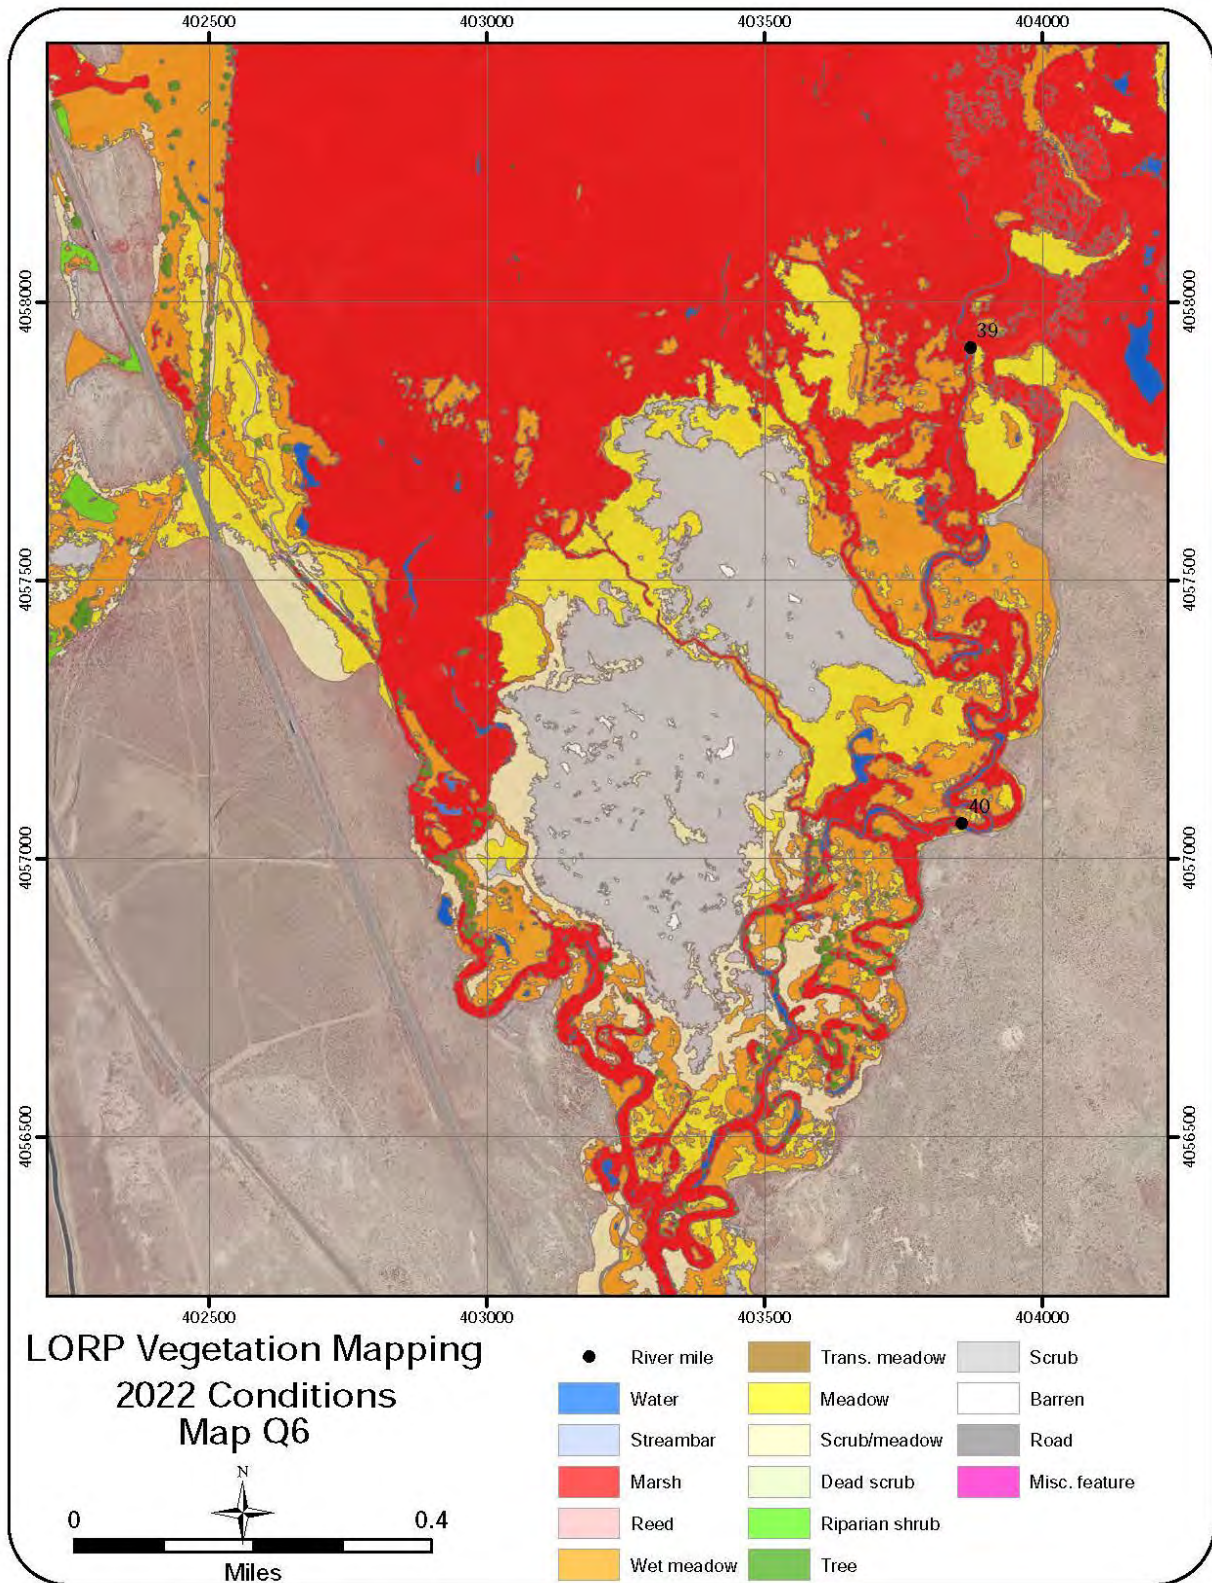 402500 403000 403500 404000
4058000
4058000
39
4057500
4057500
40
4057000
4057000
4056500
4056500
402500 403000 403500 404000
LORP Vegetation Mapping
2022 Conditions
Map Q6
N
0 0.4
Miles
River mile
Water
Streambar
Marsh
Reed
Wet meadow
Trans. meadow
Meadow
Scrub/meadow
Dead scrub
Riparian shrub
Tree
Scrub
Barren
Road
Misc. feature